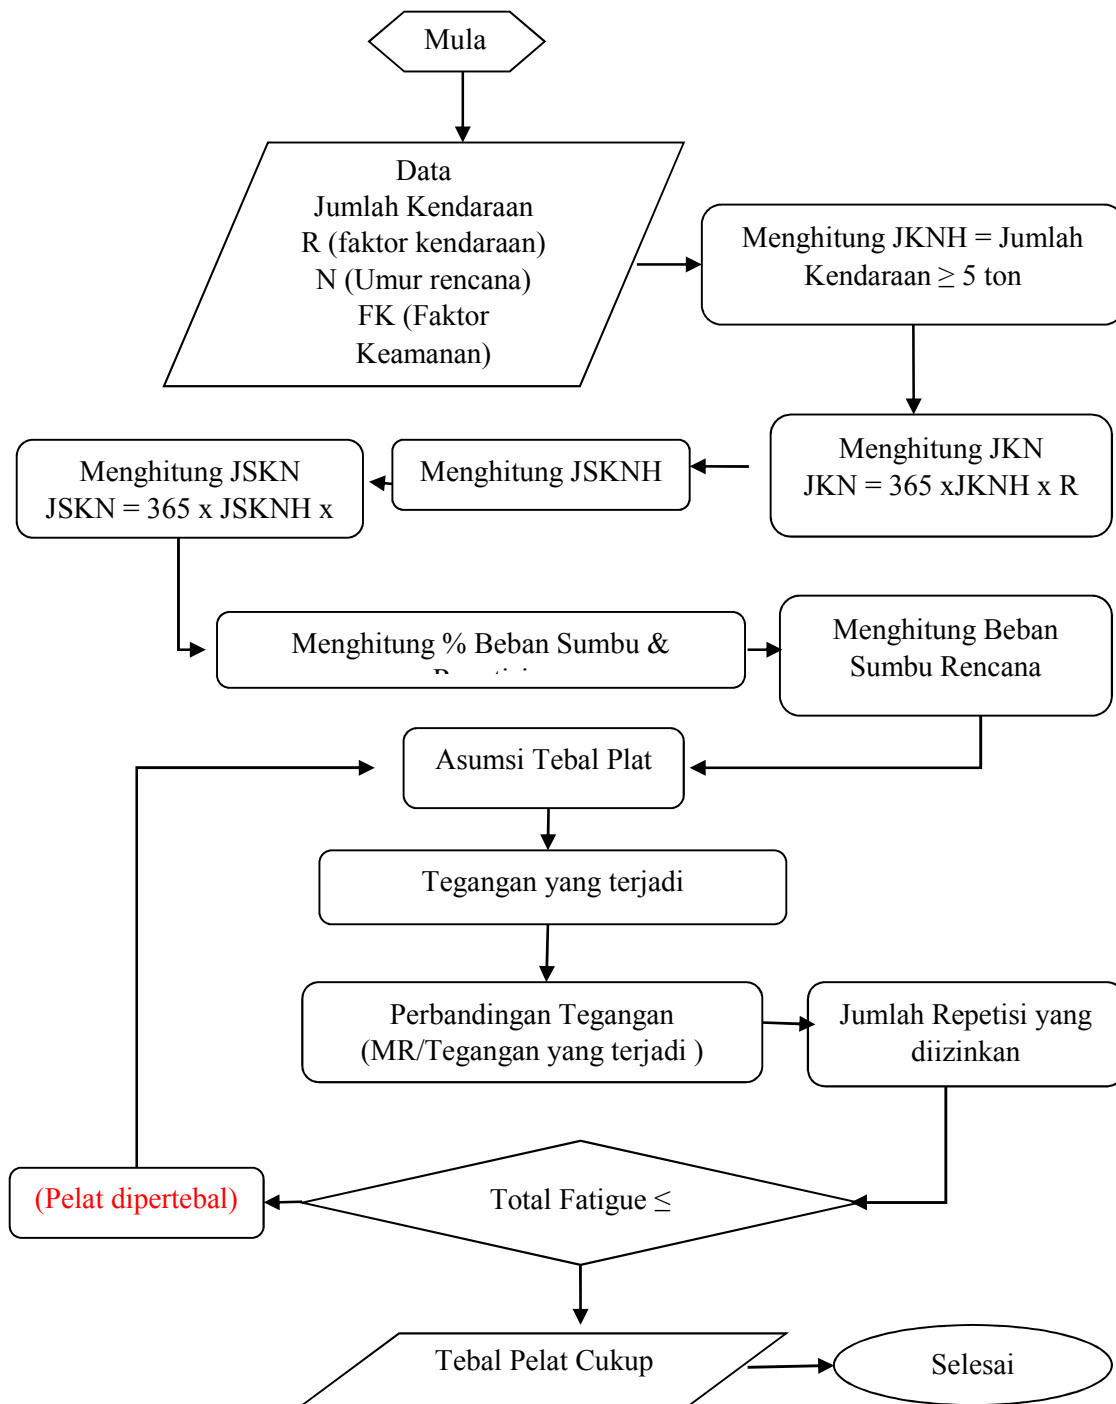 Mula
Data
Jumlah Kendaraan
R (faktor kendaraan)
N (Umur rencana)
FK (Faktor
Keamanan)
Menghitung JKNH = Jumlah
Kendaraan ≥ 5 ton
Menghitung JKN
JKN = 365 xJKNH x R
Menghitung JSKNH
Menghitung JSKN
JSKN = 365 x JSKNH x
Menghitung % Beban Sumbu &
Menghitung Beban
Sumbu Rencana
Asumsi Tebal Plat
Tegangan yang terjadi
Perbandingan Tegangan
(MR/Tegangan yang terjadi )
Jumlah Repetisi yang
diizinkan
Total Fatigue ≤
(Pelat dipertebal)
Tebal Pelat Cukup
Selesai